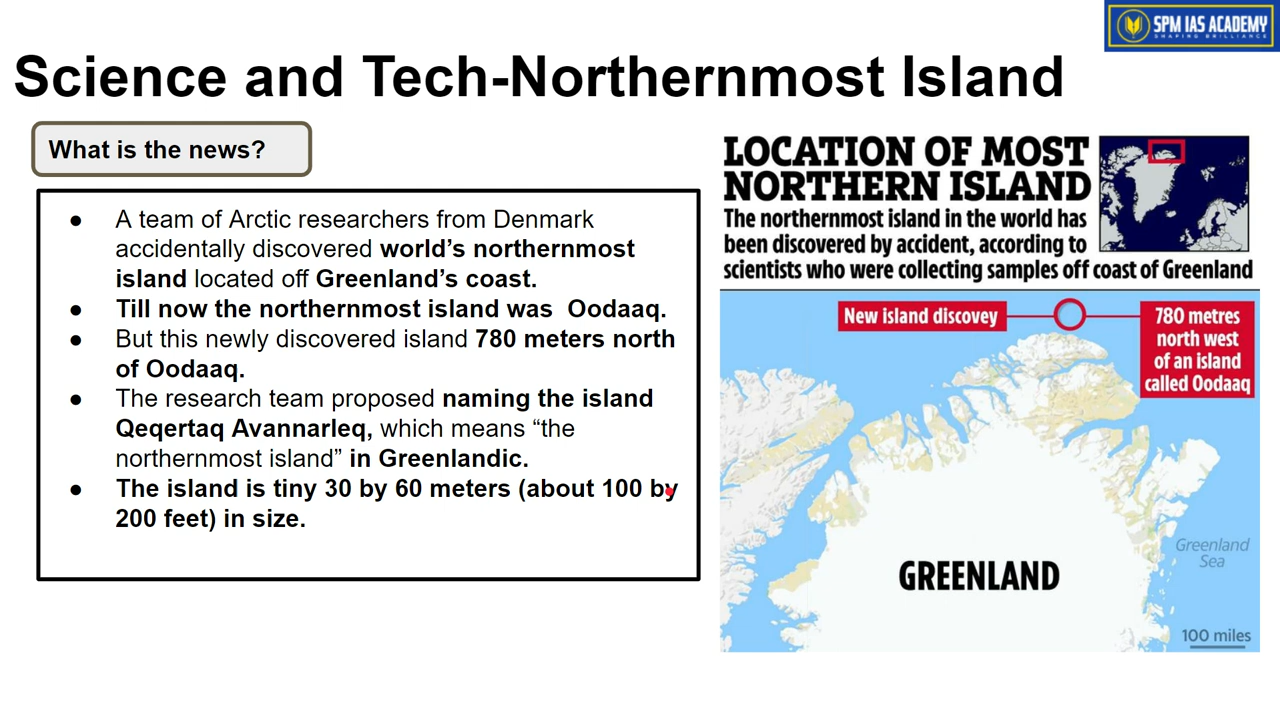 SPM IAS ACADEMY
SHAPING BRILLIANCE
Science and Tech-Northernmost Island
What is the news?
● A team of Arctic researchers from Denmark
accidentally discovered world’s northernmost
island located off Greenland’s coast.
● Till now the northernmost island was  Oodaaq.
● But this newly discovered island 780 meters north
of Oodaaq.
● The research team proposed naming the island
Qeqertaq Avannarleq, which means “the
northernmost island” in Greenlandic.
● The island is tiny 30 by 60 meters (about 100 by
200 feet) in size.
LOCATION OF MOST
NORTHERN ISLAND
The northernmost island in the world has
been discovered by accident, according to
scientists who were collecting samples off coast of Greenland
New island discovey
780 metres
north west
of an island
called Oodaaq
GREENLAND
Greenland
Sea
100 miles